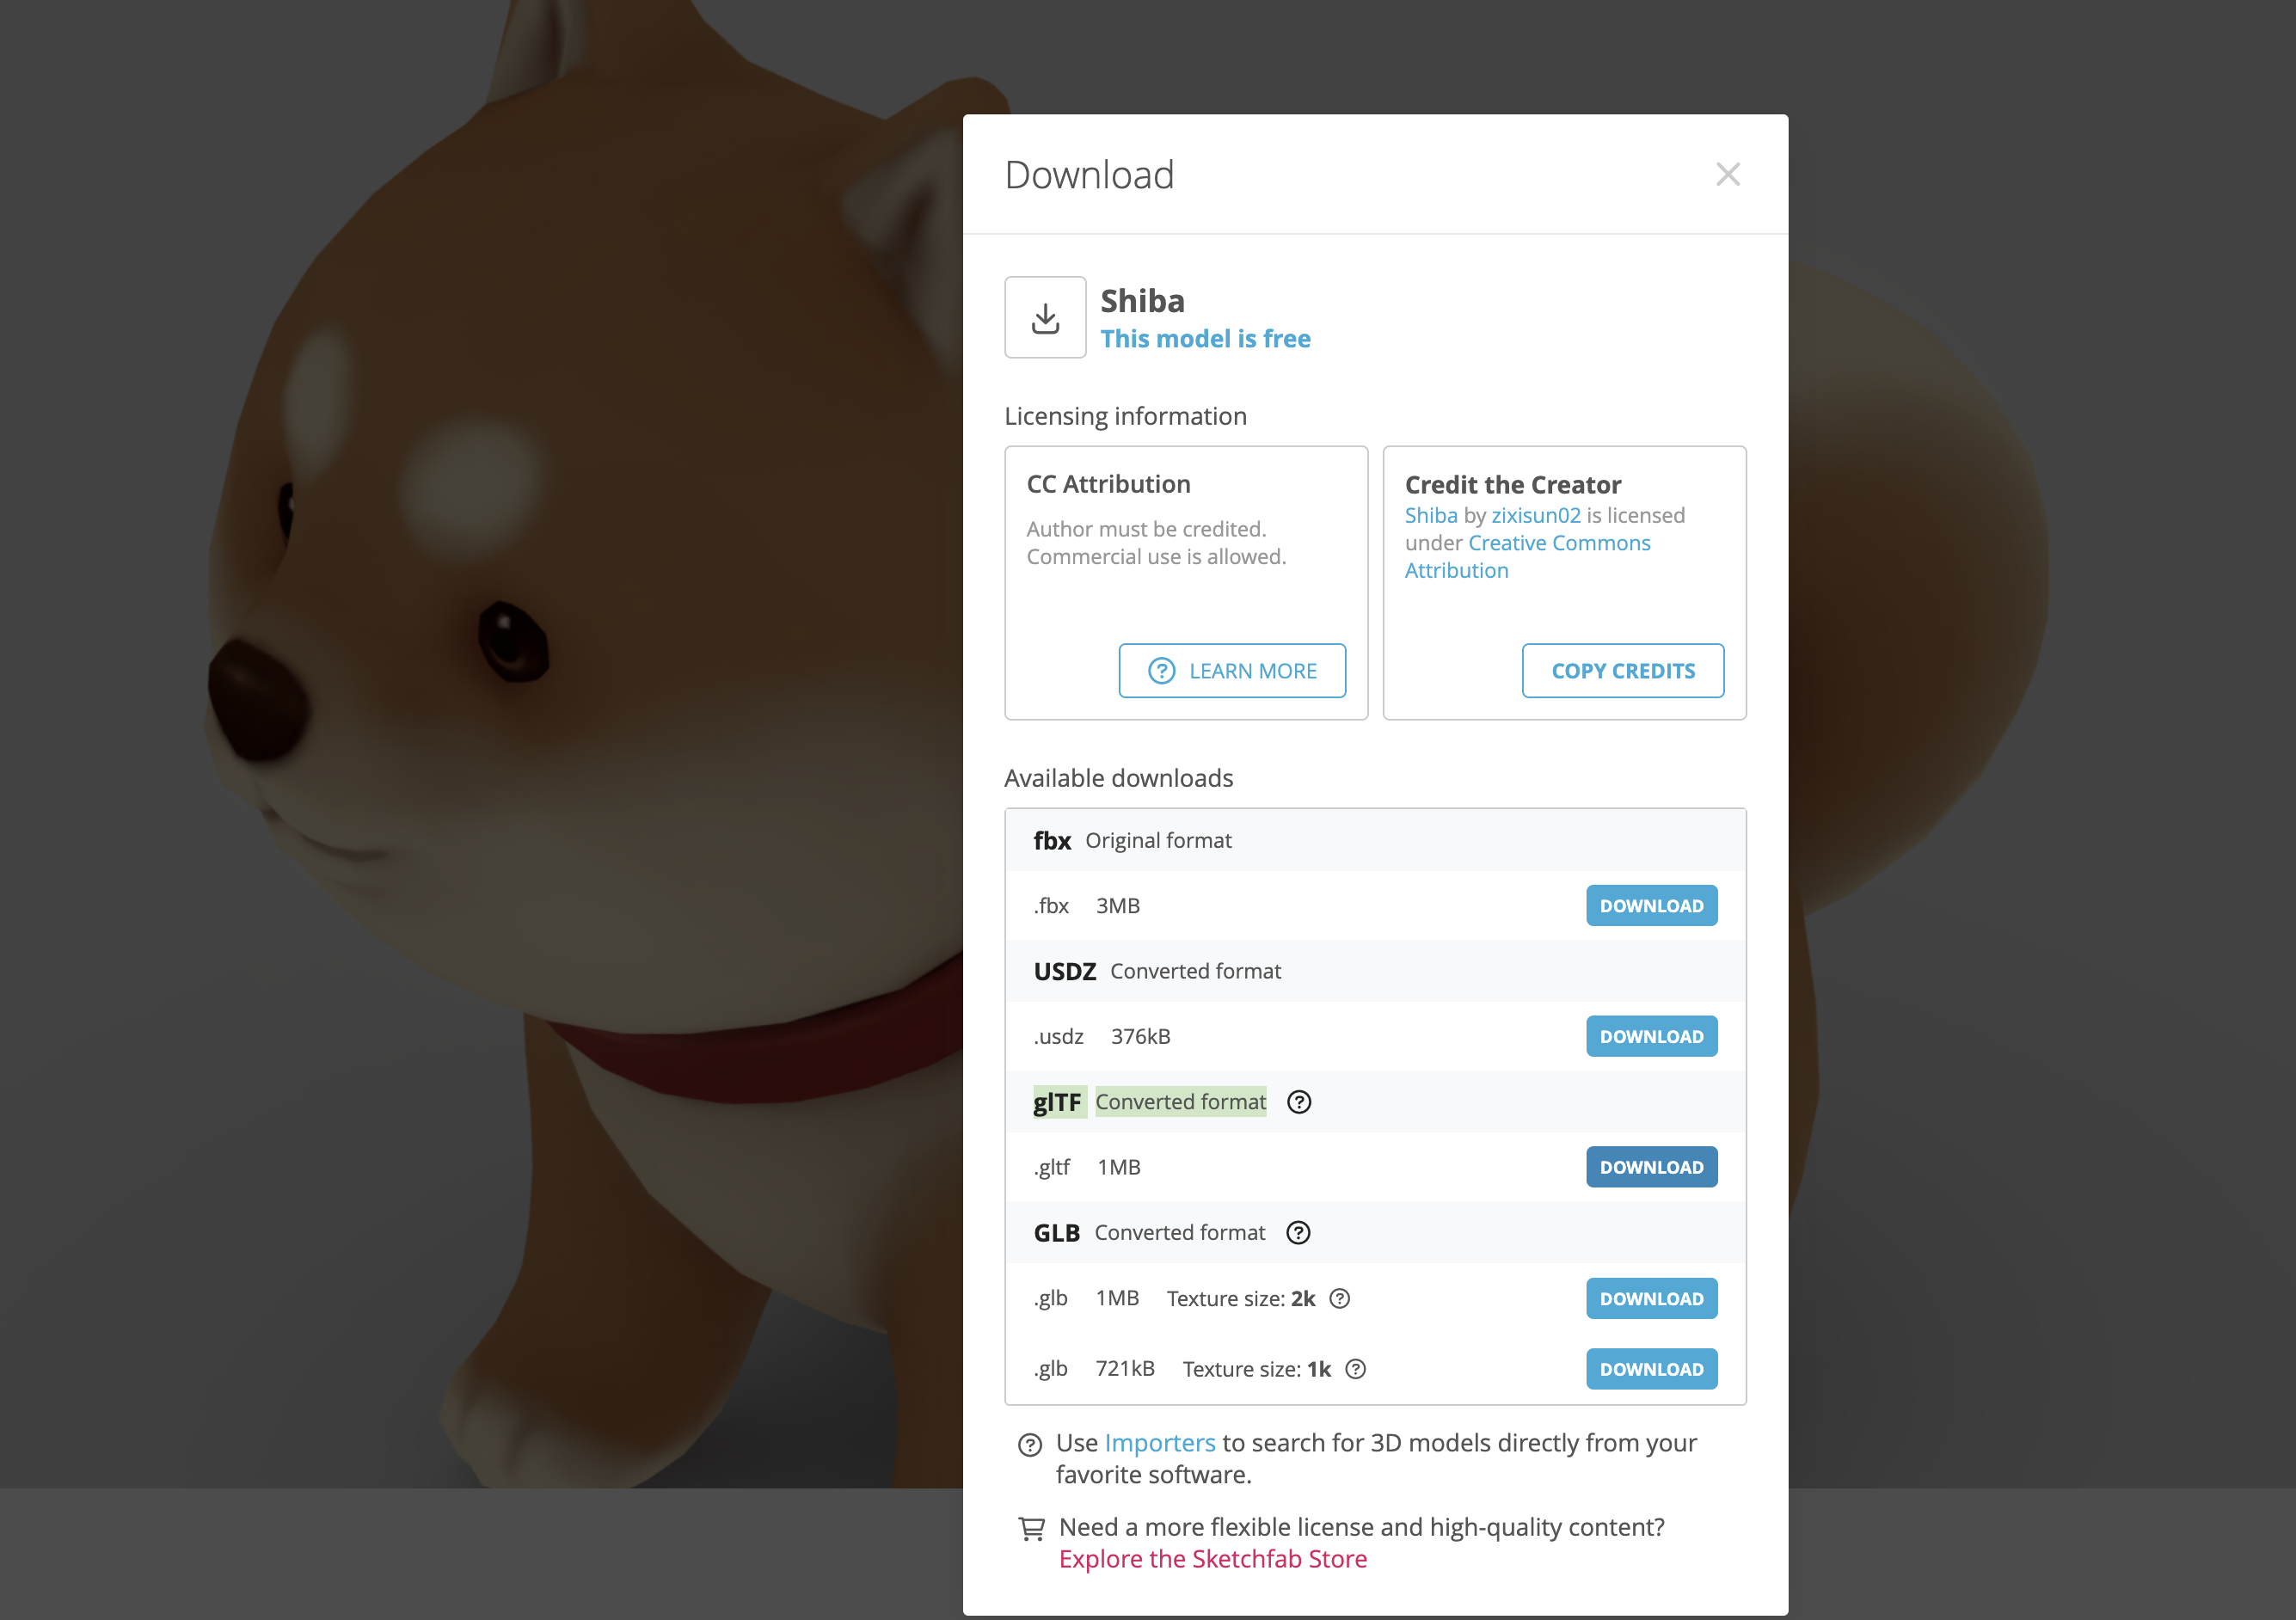 Download
Shiba
This model is free
Licensing information
CC Attribution
Author must be credited.
Commercial use is allowed.
LEARN MORE
Credit the Creator
Shiba by zixisun02 is licensed
under Creative Commons
Attribution
COPY CREDITS
Available downloads
fbx Original format
.fbx 3MB DOWNLOAD
USDZ Converted format
.usdz 376kB DOWNLOAD
glTF Converted format
.gltf 1MB DOWNLOAD
GLB Converted format
.glb 1MB Texture size: 2k DOWNLOAD
.glb 721kB Texture size: 1k DOWNLOAD
Use Importers to search for 3D models directly from your
favorite software.
Need a more flexible license and high-quality content?
Explore the Sketchfab Store